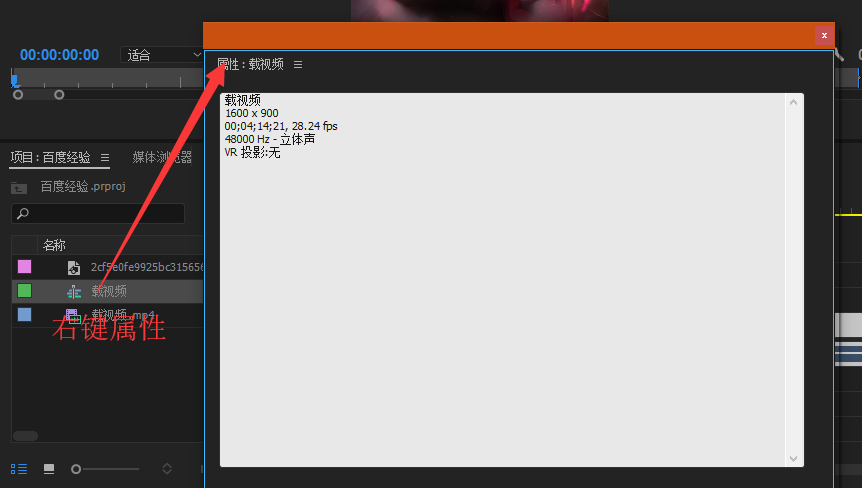 00:00:00:00
适合
x
属性:载视频 ≡
载视频
1600 x 900
00;04;14;21, 28.24 fps
48000 Hz - 立体声
VR 投影:无
项目:百度经验 ≡
媒体浏览器
百度经验.prproj
名称
2cf5e0fe9925bc315656
载视频
载视频.mp4
右键属性